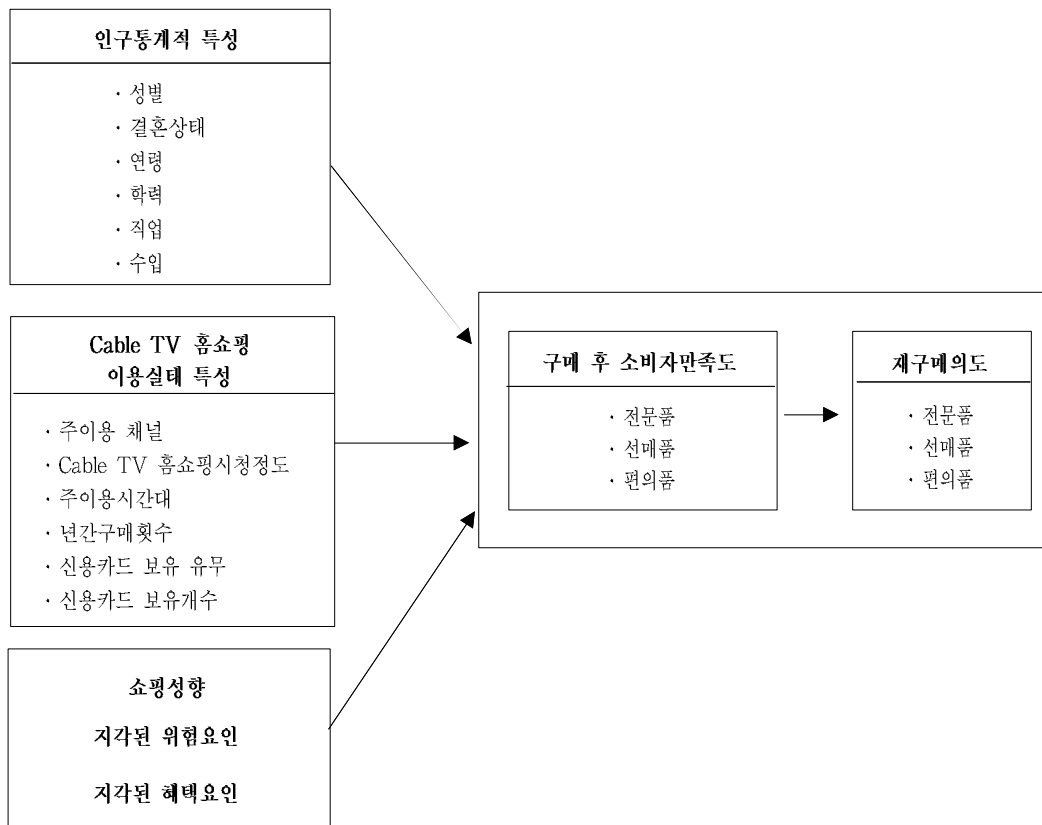 인구통계적 특성
· 성별
· 결혼상태
· 연령
· 학력
· 직업
· 수입
Cable TV 홈쇼핑
이용실태 특성
· 주이용 채널
· Cable TV 홈쇼핑시청정도
· 주이용시간대
· 년간구매횟수
· 신용카드 보유 유무
· 신용카드 보유개수
쇼핑성향
지각된 위험요인
지각된 혜택요인
구매 후 소비자만족도
· 전문품
· 선매품
· 편의품
재구매의도
· 전문품
· 선매품
· 편의품